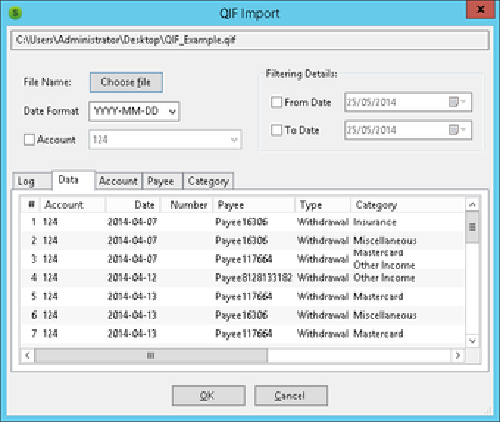 QIF Import
C:\Users\Administrator\Desktop\QIF_Example.qif
File Name: Choose file
Date Format YYYY-MM-DD
Account 124
Filtering Details:
From Date 25/05/2014
To Date 25/05/2014
Log Data Account Payee Category
# Account Date Number Payee Type Category
1 124 2014-04-07 Payee16306 Withdrawal Insurance
2 124 2014-04-07 Payee16306 Withdrawal Miscellaneous
3 124 2014-04-07 Payee117664 Withdrawal Mastercard
Other Income
4 124 2014-04-12 Payee8128133182 Withdrawal Other Income
5 124 2014-04-13 Payee117664 Withdrawal Mastercard
6 124 2014-04-13 Payee16306 Withdrawal Miscellaneous
7 124 2014-04-13 Payee117664 Withdrawal Mastercard
OK Cancel